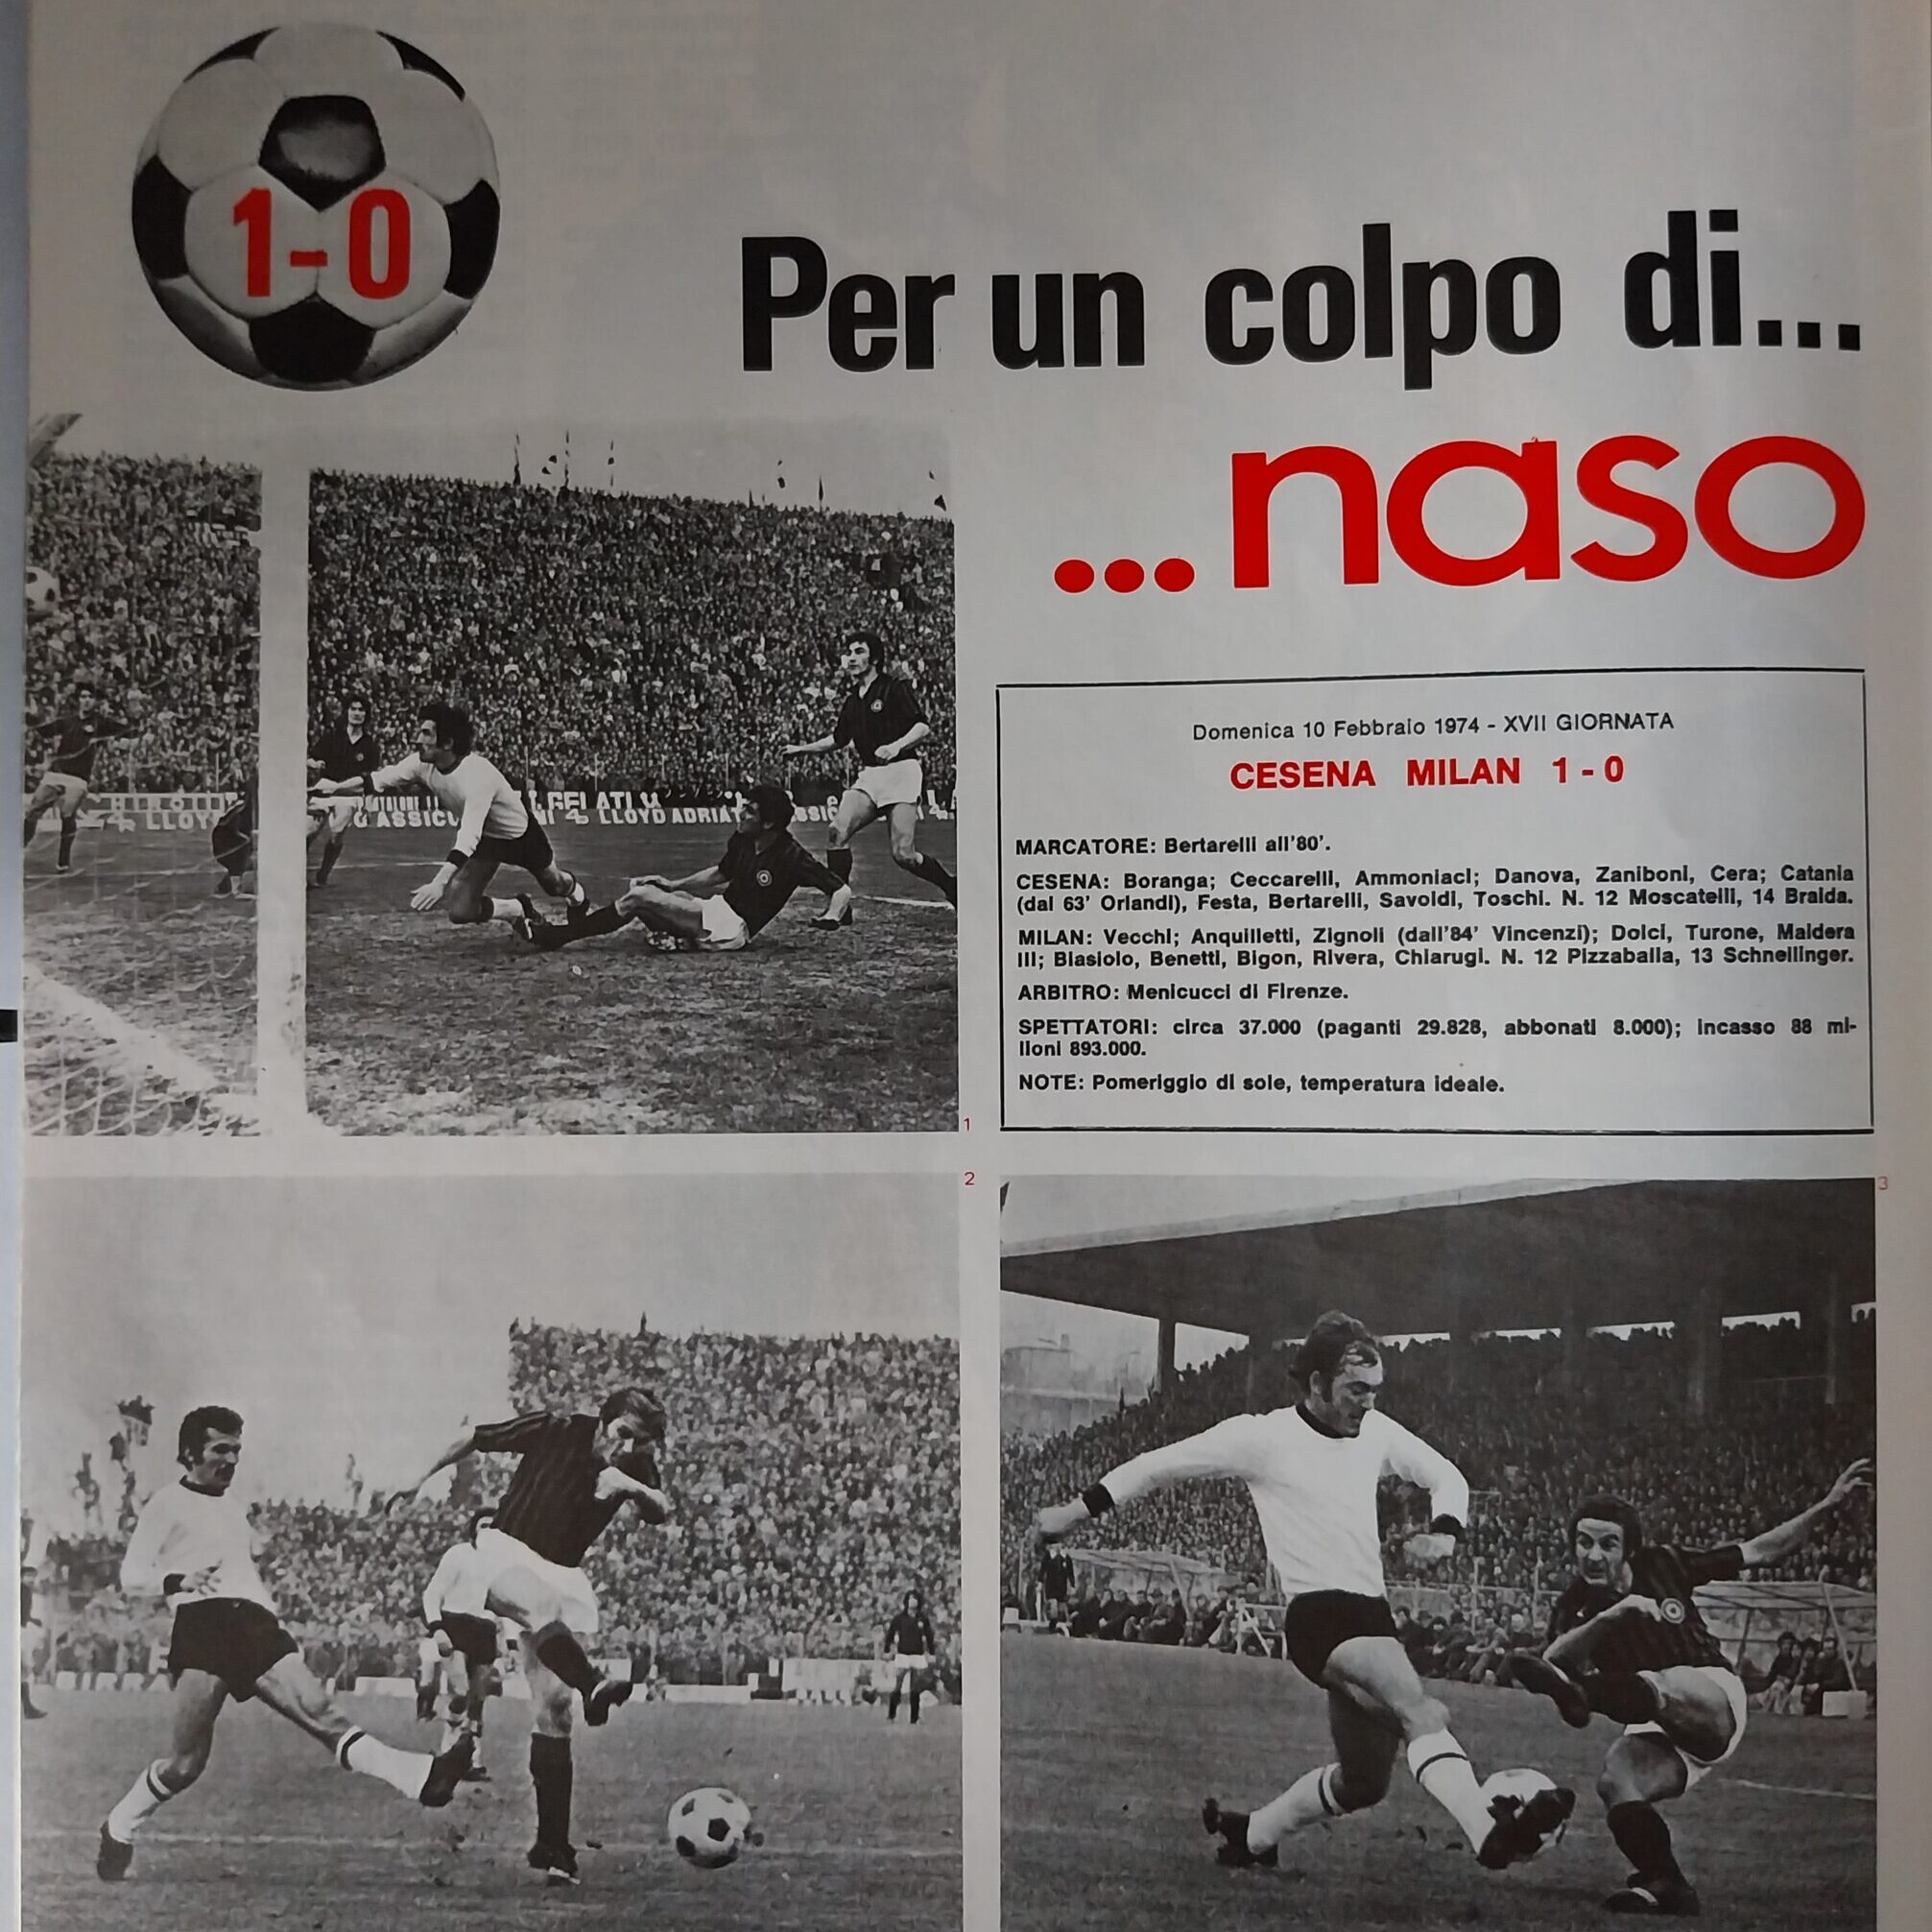 1-0
Per un colpo di...
...naso
Domenica 10 Febbraio 1974 - XVII GIORNATA
CESENA MILAN 1-0
MARCATORE: Bertarelli all'80'.
CESENA: Boranga; Ceccarelli, Ammoniaci; Danova, Zaniboni, Cera; Catania
(dal 63' Orlandi), Festa, Bertarelli, Savoldi, Toschi. N. 12 Moscatelli, 14 Braida.
MILAN: Vecchi; Anquilletti, Zignoli (dall'84' Vincenzi); Dolci, Turone, Maldera
III; Biasiolo, Benetti, Bigon, Rivera, Chiarugi. N. 12 Pizzaballa, 13 Schnellinger.
ARBITRO: Menicucci di Firenze.
SPETTATORI: circa 37.000 (paganti 29.828, abbonati 8.000); incasso 88 mi-
lioni 893.000.
NOTE: Pomeriggio di sole, temperatura ideale.
GELATI
LLOYD
LLOYD ADRIAT
1
2
3